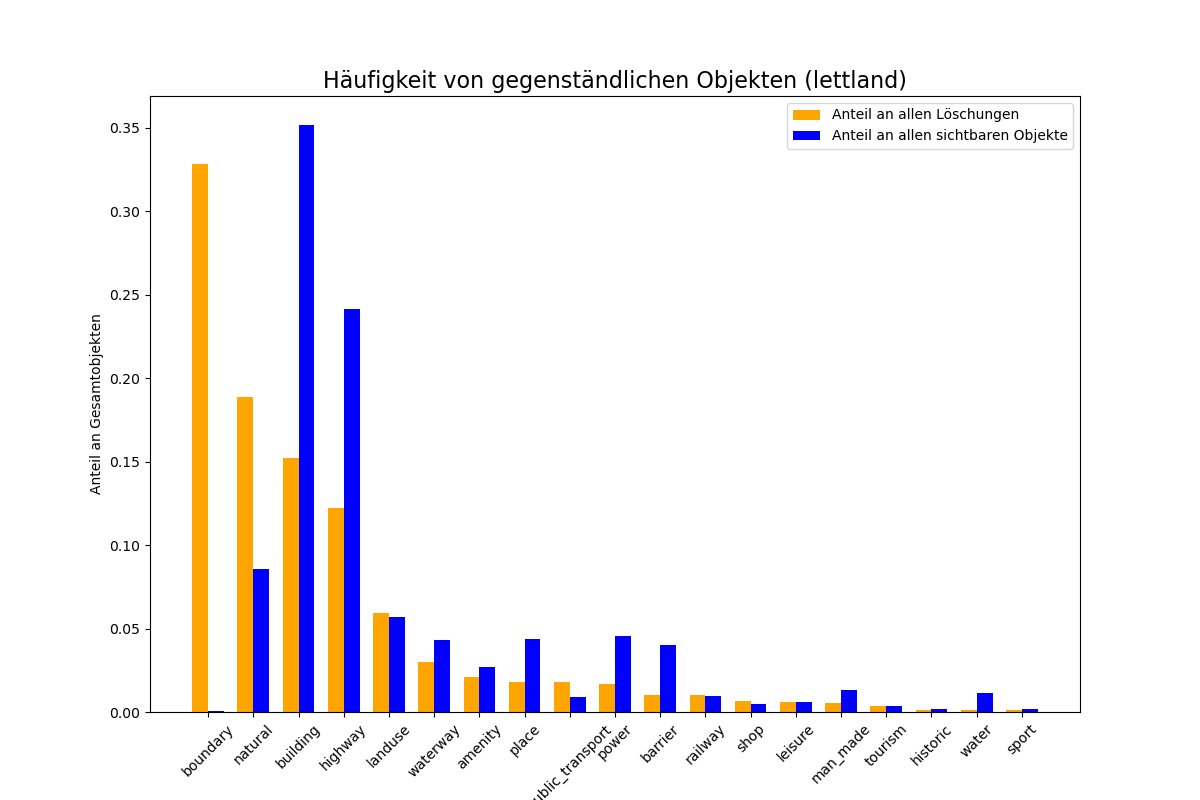 Häufigkeit von gegenständlichen Objekten (lettland)
Anteil an allen Löschungen
Anteil an allen sichtbaren Objekte
Anteil an Gesamtobjekten
0.35
0.30
0.25
0.20
0.15
0.10
0.05
0.00
boundary
natural
building
highway
landuse
waterway
amenity
place
ublic_transport
power
barrier
railway
shop
leisure
man_made
tourism
historic
water
sport